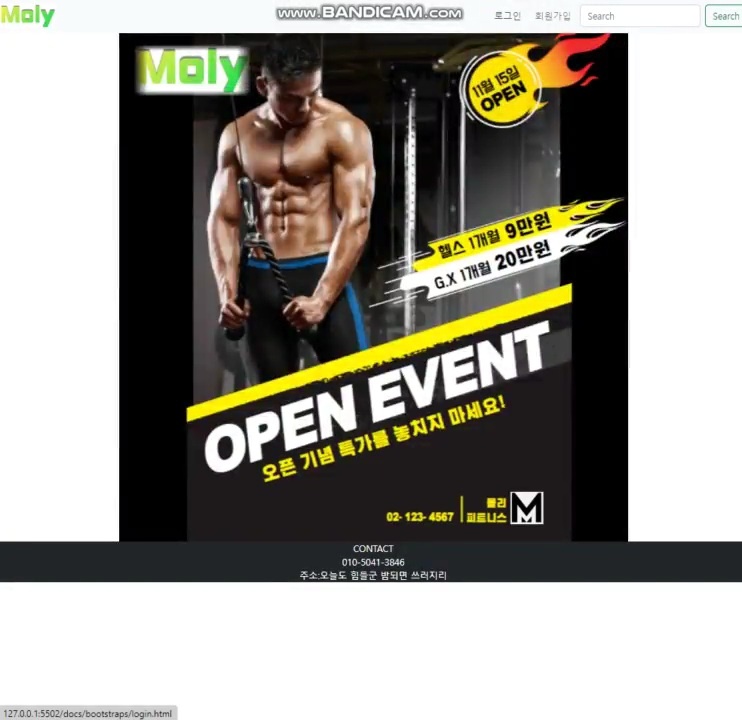 Moly
www.BANDICAM.com
로그인
회원가입
Search
Search
Moly
11월 15일
OPEN
헬스 1개월 9만원
G.X 1개월 20만원
OPEN EVENT
오픈 기념 특가를 놓치지 마세요!
몰리
02- 123- 4567
피트니스
M
CONTACT
010-5041-3846
주소:오늘도 힘들군 밤되면 쓰러지리
127.0.0.1:5502/docs/bootstraps/login.html